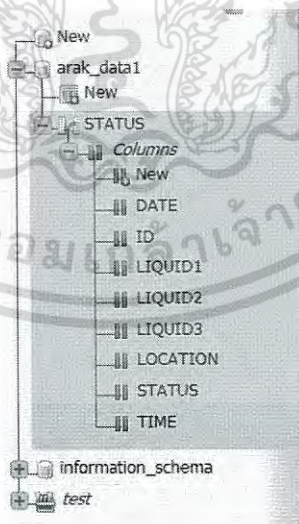 New
arak_data1
New
STATUS
Columns
New
DATE
ID
LIQUID1
LIQUID2
LIQUID3
LOCATION
STATUS
TIME
information_schema
test